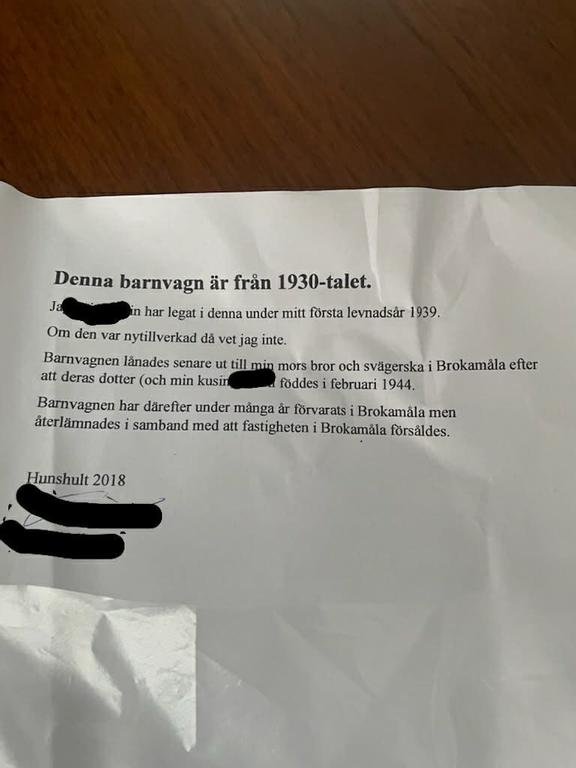 Denna barnvagn är från 1930-talet.
Ja in har legat i denna under mitt första levnadsår 1939.
Om den var nytillverkad då vet jag inte.
Barnvagnen lånades senare ut till min mors bror och svägerska i Brokamåla efter
att deras dotter (och min kusin föddes i februari 1944.
Barnvagnen har därefter under många år förvarats i Brokamåla men
återlämnades i samband med att fastigheten i Brokamåla försåldes.
Hunshult 2018